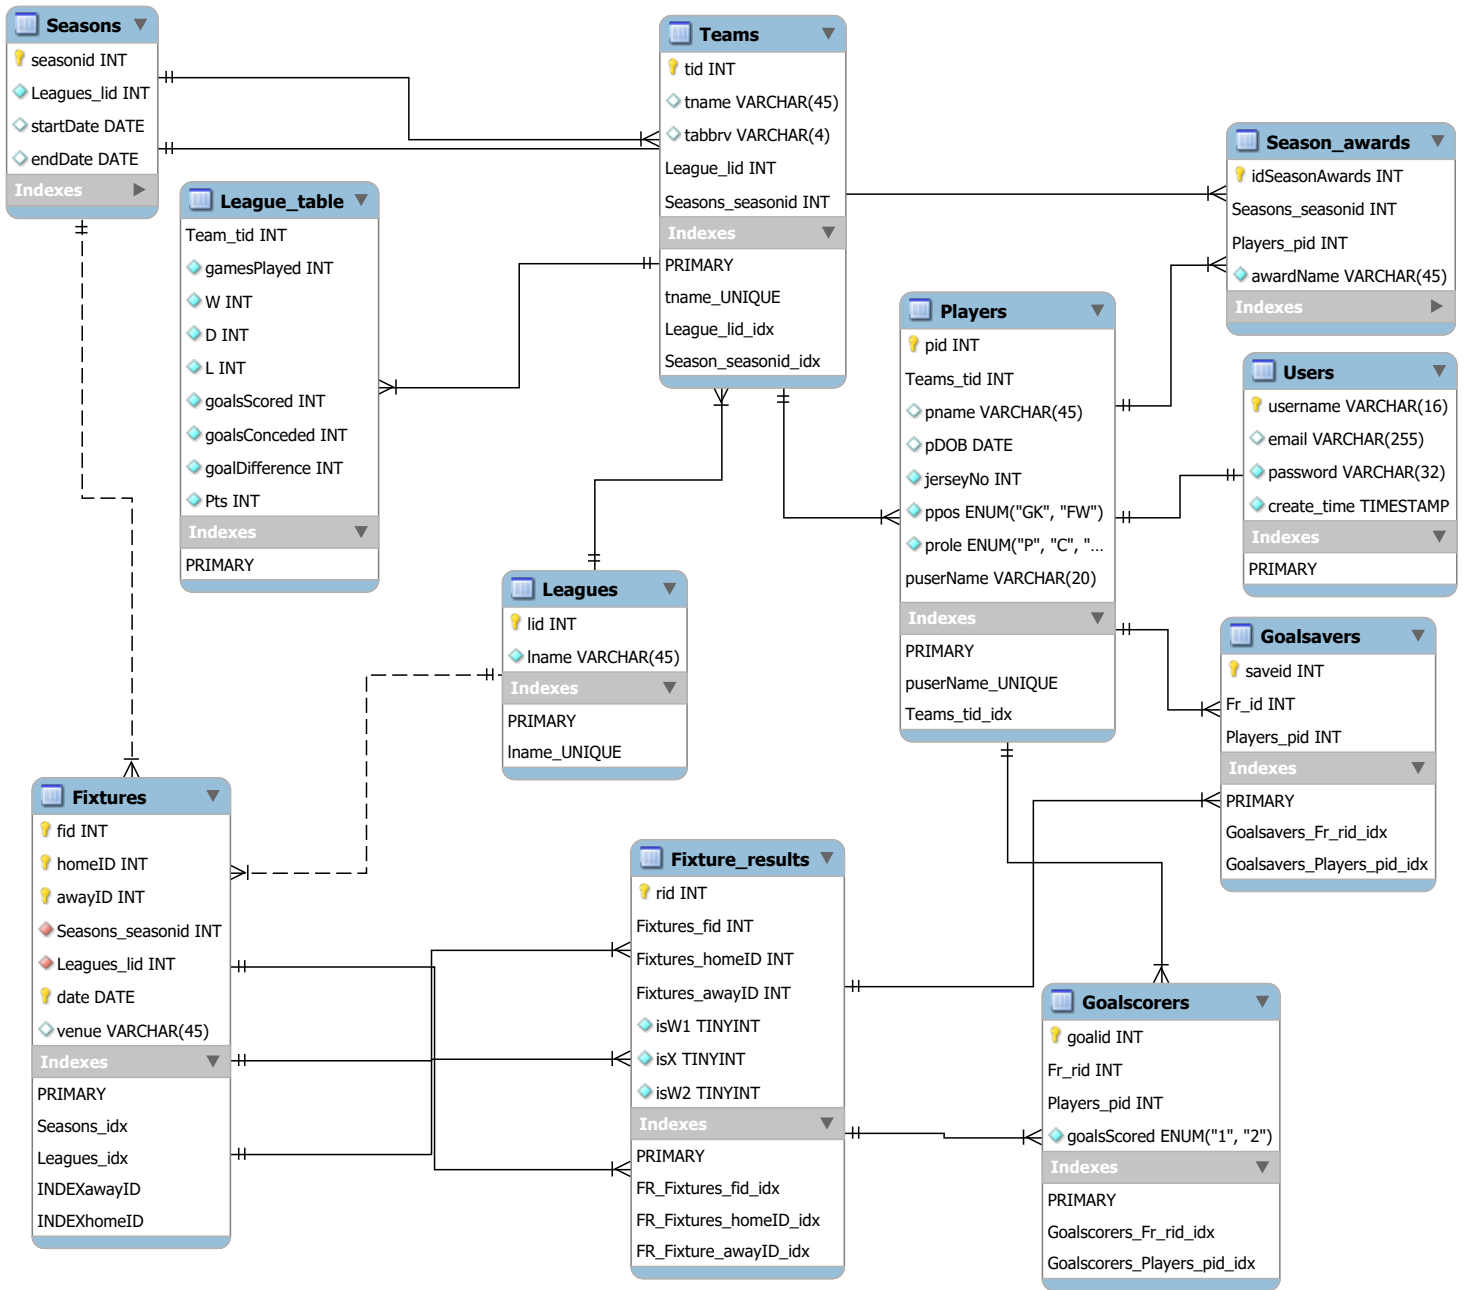 Seasons
seasonid INT
Leagues_lid INT
startDate DATE
endDate DATE
Indexes
Teams
tid INT
tname VARCHAR(45)
tabbrv VARCHAR(4)
League_lid INT
Seasons_seasonid INT
Indexes
PRIMARY
tname_UNIQUE
League_lid_idx
Season_seasonid_idx
Season_awards
idSeasonAwards INT
Seasons_seasonid INT
Players_pid INT
awardName VARCHAR(45)
Indexes
League_table
Team_tid INT
gamesPlayed INT
W INT
D INT
L INT
goalsScored INT
goalsConceded INT
goalDifference INT
Pts INT
Indexes
PRIMARY
Players
pid INT
Teams_tid INT
pname VARCHAR(45)
pDOB DATE
jerseyNo INT
ppos ENUM("GK", "FW")
prole ENUM("P", "C", "...
puserName VARCHAR(20)
Indexes
PRIMARY
puserName_UNIQUE
Teams_tid_idx
Users
username VARCHAR(16)
email VARCHAR(255)
password VARCHAR(32)
create_time TIMESTAMP
Indexes
PRIMARY
Leagues
lid INT
lname VARCHAR(45)
Indexes
PRIMARY
lname_UNIQUE
Goalsavers
saveid INT
Fr_id INT
Players_pid INT
Indexes
PRIMARY
Goalsavers_Fr_rid_idx
Goalsavers_Players_pid_idx
Fixtures
fid INT
homeID INT
awayID INT
Seasons_seasonid INT
Leagues_lid INT
date DATE
venue VARCHAR(45)
Indexes
PRIMARY
Seasons_idx
Leagues_idx
INDEXawayID
INDEXhomeID
Fixture_results
rid INT
Fixtures_fid INT
Fixtures_homeID INT
Fixtures_awayID INT
isW1 TINYINT
isX TINYINT
isW2 TINYINT
Indexes
PRIMARY
FR_Fixtures_fid_idx
FR_Fixtures_homeID_idx
FR_Fixture_awayID_idx
Goalscorers
goalid INT
Fr_rid INT
Players_pid INT
goalsScored ENUM("1", "2")
Indexes
PRIMARY
Goalscorers_Fr_rid_idx
Goalscorers_Players_pid_idx